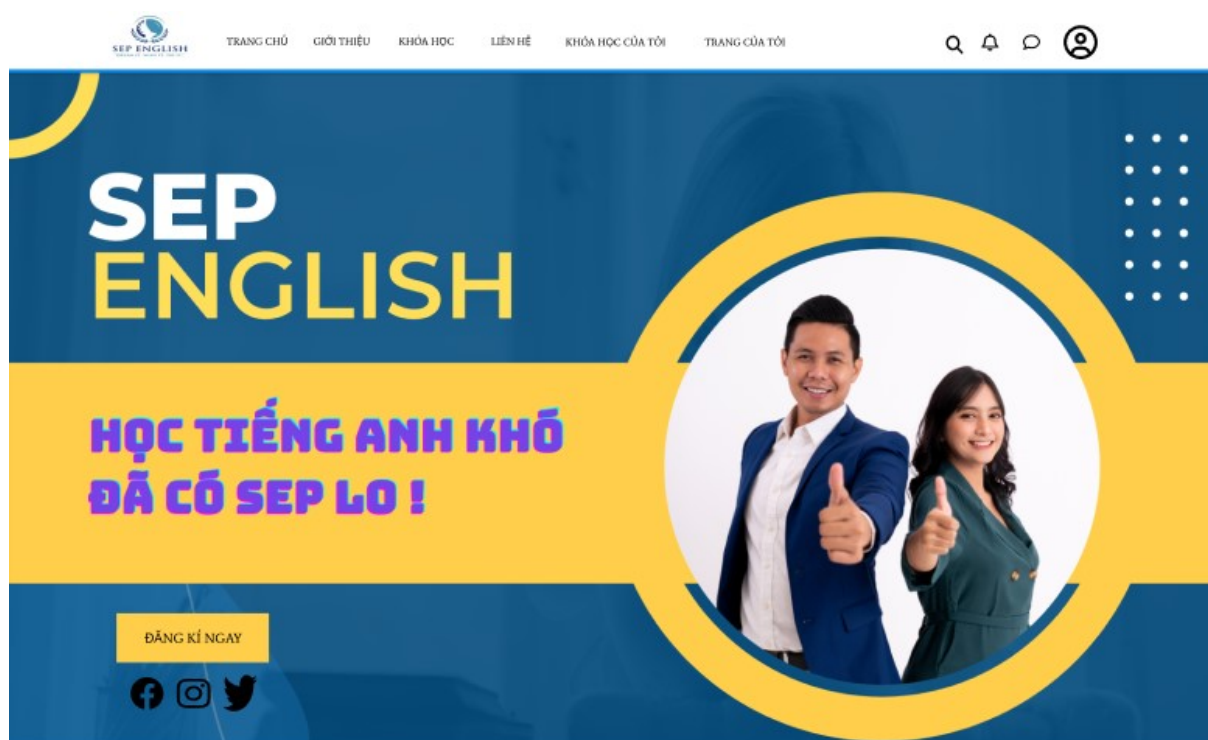 SEP ENGLISH
TRANG CHỦ
GIỚI THIỆU
KHÓA HỌC
LIÊN HỆ
KHÓA HỌC CỦA TÔI
TRANG CỦA TÔI
SEP
ENGLISH
HỌC TIẾNG ANH KHÓ
ĐÃ CÓ SEP LO !
ĐĂNG KÍ NGAY